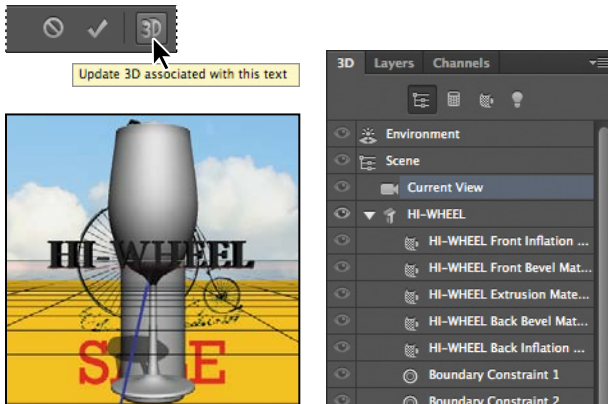 3D
Update 3D associated with this text
HI-WHEEL
SALE
3D Layers Channels
Environment
Scene
Current View
HI-WHEEL
HI-WHEEL Front Inflation ...
HI-WHEEL Front Bevel Mat...
HI-WHEEL Extrusion Mate...
HI-WHEEL Back Bevel Mat...
HI-WHEEL Back Inflation ...
Boundary Constraint 1
Boundary Constraint 2